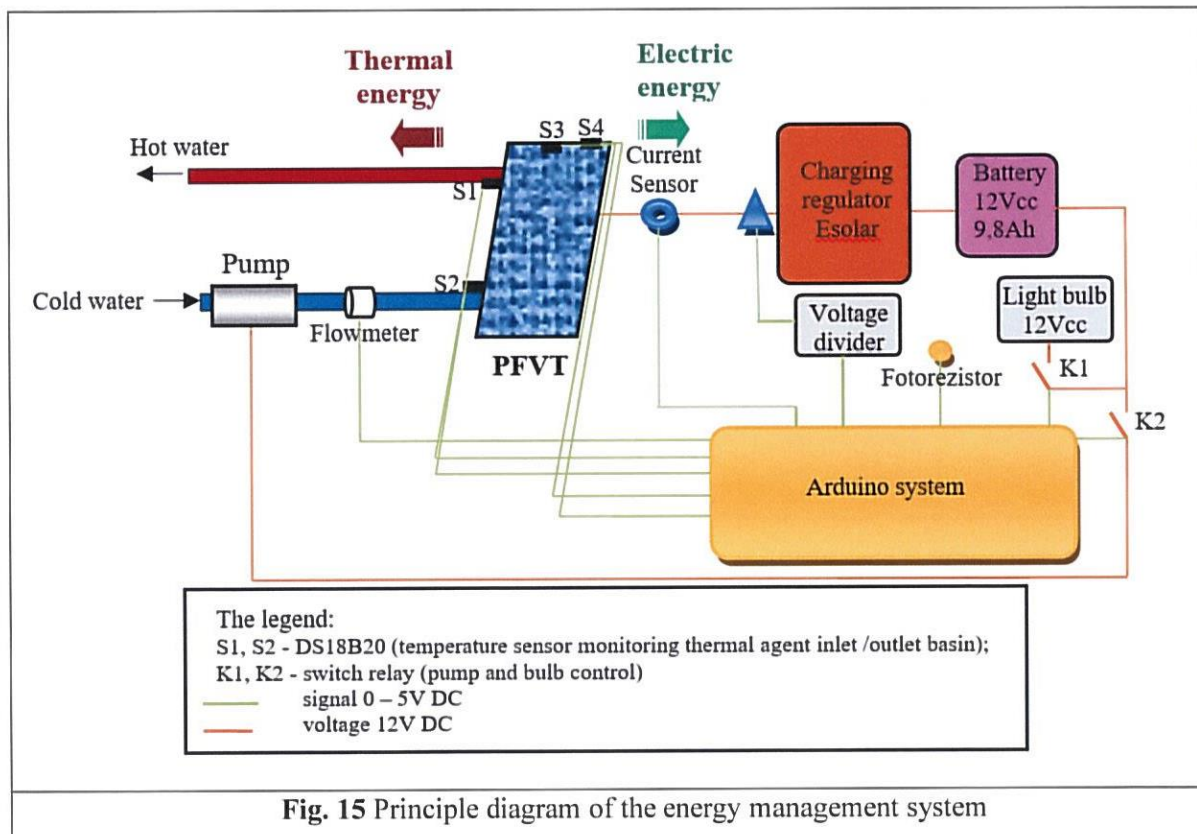 Thermal
energy
Electric
energy
Hot water
S1
S3
S4
Current
Sensor
Charging
regulator
Esolar
Battery
12Vcc
9,8Ah
Pump
Cold water
S2
Flowmeter
PFVT
Voltage
divider
Fotorezistor
Light bulb
12Vcc
K1
K2
Arduino system
The legend:
S1, S2 - DS18B20 (temperature sensor monitoring thermal agent inlet /outlet basin);
K1, K2 - switch relay (pump and bulb control)
signal 0 – 5V DC
voltage 12V DC
Fig. 15 Principle diagram of the energy management system